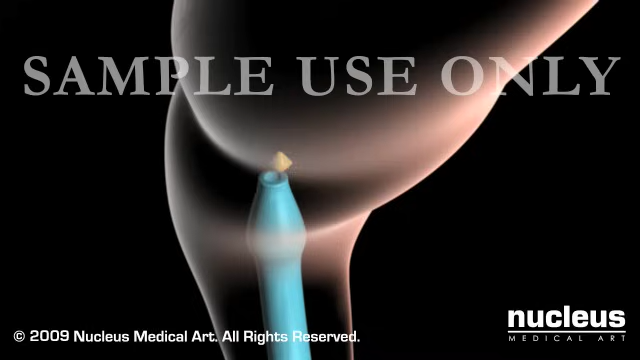 SAMPLE USE ONLY
© 2009 Nucleus Medical Art. All Rights Reserved.
nucleus
MEDICAL ART